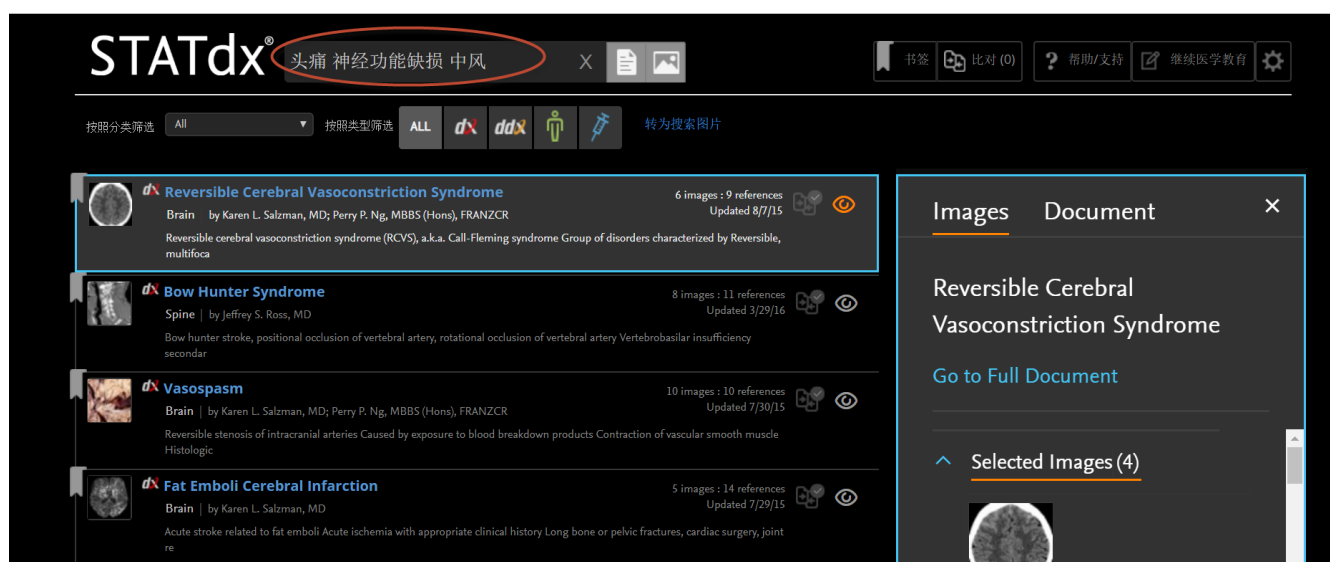 STATdx®
头痛 神经功能缺损 中风
X
书签
比对 (0)
? 帮助/支持
继续医学教育
按照分类筛选 All 按照类型筛选 ALL dx ddx 转为搜索图片
dx Reversible Cerebral Vasoconstriction Syndrome
6 images : 9 references
Brain by Karen L. Salzman, MD; Perry P. Ng, MBBS (Hons), FRANZCR
Updated 8/7/15
Reversible cerebral vasoconstriction syndrome (RCVS), a.k.a. Call-Fleming syndrome Group of disorders characterized by Reversible,
multifoca
dx Bow Hunter Syndrome
8 images : 11 references
Spine | by Jeffrey S. Ross, MD
Updated 3/29/16
Bow hunter stroke, positional occlusion of vertebral artery, rotational occlusion of vertebral artery Vertebrobasilar insufficiency
secondar
dx Vasospasm
10 images : 10 references
Brain | by Karen L. Salzman, MD; Perry P. Ng, MBBS (Hons), FRANZCR
Updated 7/30/15
Reversible stenosis of intracranial arteries Caused by exposure to blood breakdown products Contraction of vascular smooth muscle
Histologic
dx Fat Emboli Cerebral Infarction
5 images : 14 references
Brain | by Karen L. Salzman, MD
Updated 7/29/15
Acute stroke related to fat emboli Acute ischemia with appropriate clinical history Long bone or pelvic fractures, cardiac surgery, joint
re
Images Document ×
Reversible Cerebral
Vasoconstriction Syndrome
Go to Full Document
Selected Images (4)